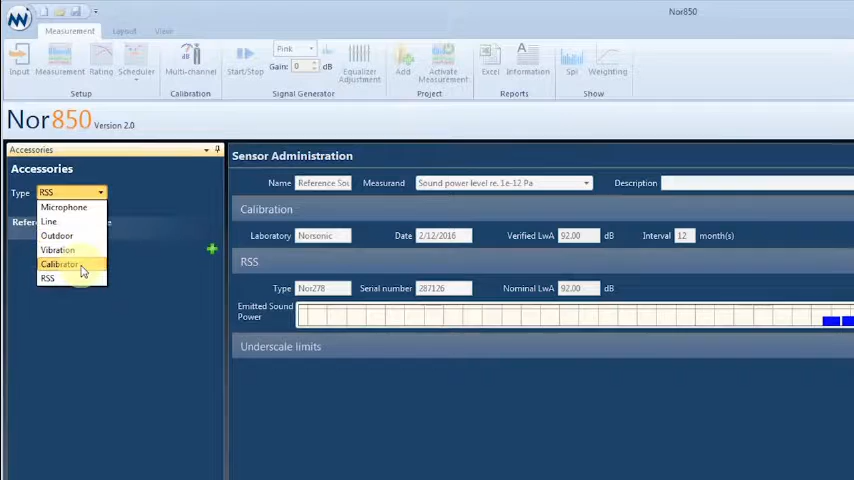 Nor850
Measurement Layout View
Input Measurement Rating Scheduler Multi-channel Start/Stop Pink Gain: 0 dB Equalizer Adjustment Add Activate Measurement Excel Information Spl Weighting
Setup Calibration Signal Generator Project Reports Show
Nor850 Version 2.0
Accessories
Accessories
Type RSS
Microphone
Line
Outdoor
Vibration
Calibrator
RSS
Sensor Administration
Name Reference Sou Measurand Sound power level re. 1e-12 Pa Description
Calibration
Laboratory Norsonic Date 2/12/2016 Verified LwA 92.00 dB Interval 12 month(s)
RSS
Type Nor278 Serial number 287126 Nominal LwA 92.00 dB
Emitted Sound Power
Underscale limits